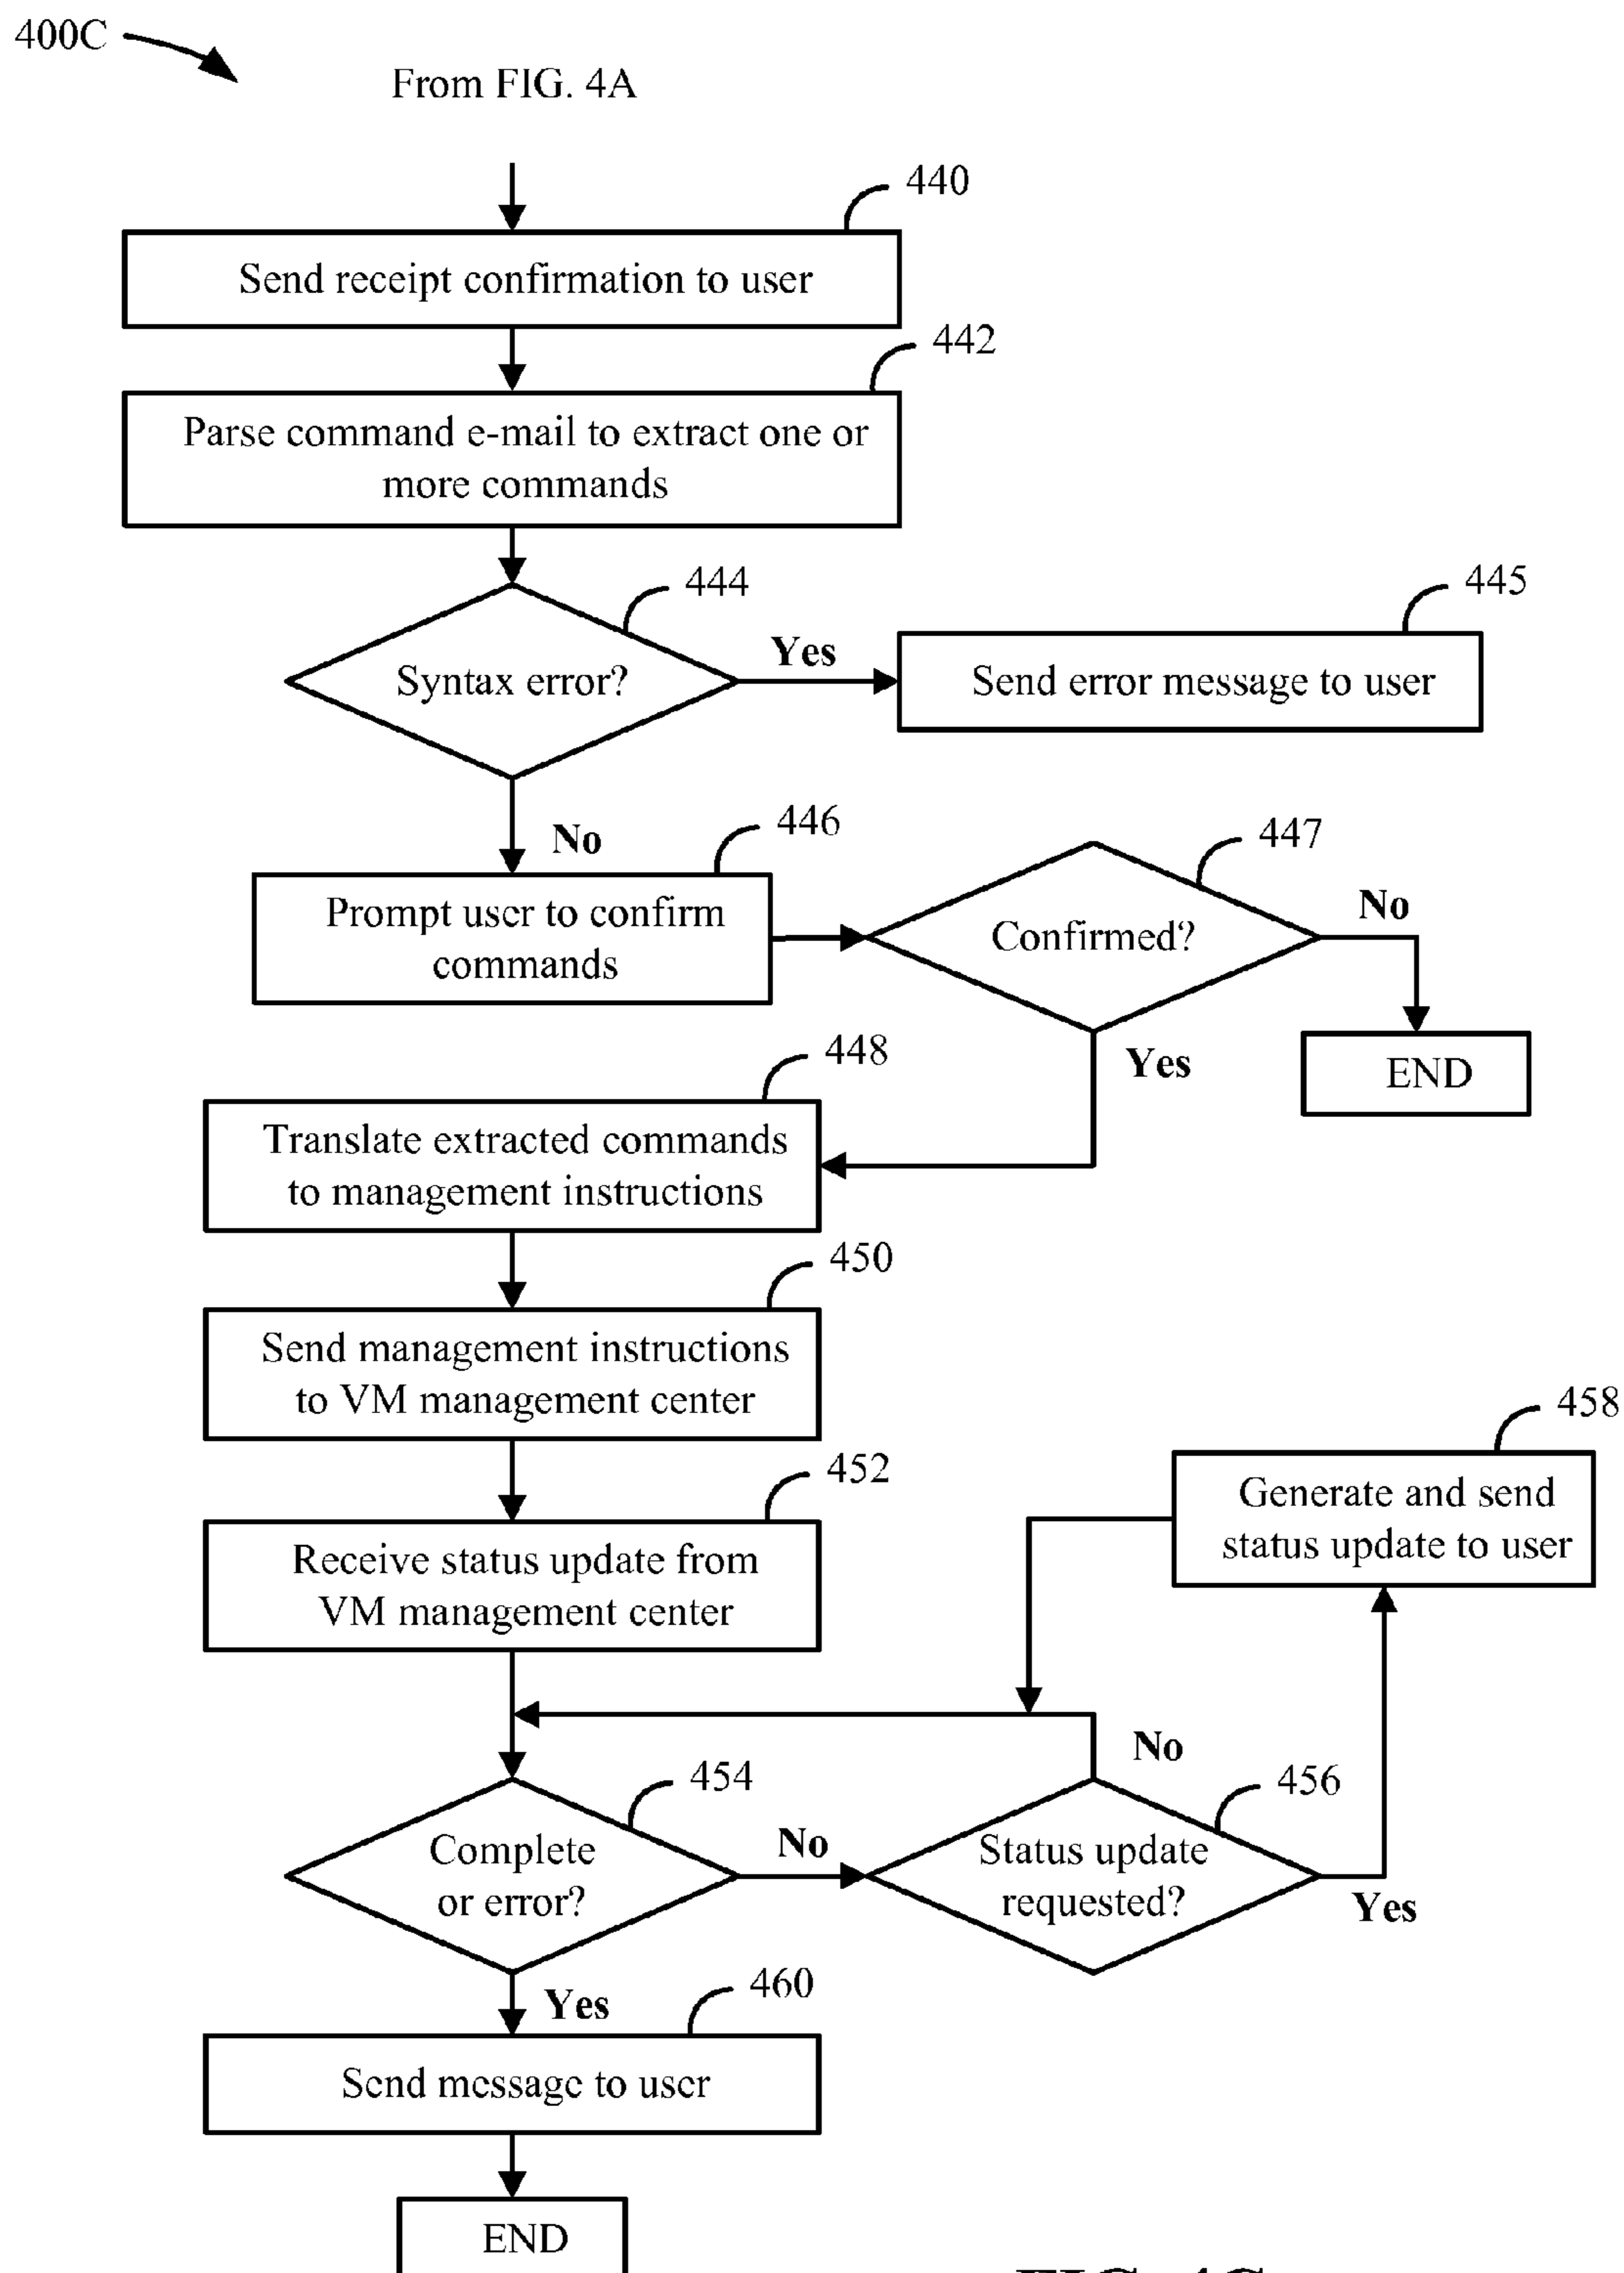 400C
From FIG. 4A
440
Send receipt confirmation to user
442
Parse command e-mail to extract one or
more commands
444
445
Yes
Syntax error?
Send error message to user
No
446
447
Prompt user to confirm
commands
Confirmed?
No
448
Yes
END
Translate extracted commands
to management instructions
450
Send management instructions
to VM management center
458
452
Generate and send
status update to user
Receive status update from
VM management center
No
454
456
Complete
or error?
No
Status update
requested?
Yes
460
Yes
Send message to user
END